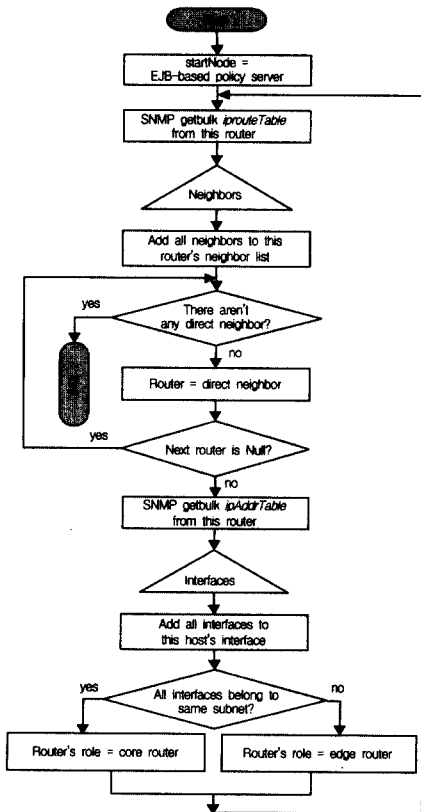 startNode =
EJB-based policy server
SNMP getbulk iprouteTable
from this router
Neighbors
Add all neighbors to this
router's neighbor list
yes
There aren't
any direct neighbor?
no
Router = direct neighbor
yes
Next router is Null?
no
SNMP getbulk ipAddrTable
from this router
Interfaces
Add all interfaces to
this host's interface
yes
All interfaces belong to
same subnet?
no
Router's role = core router
Router's role = edge router